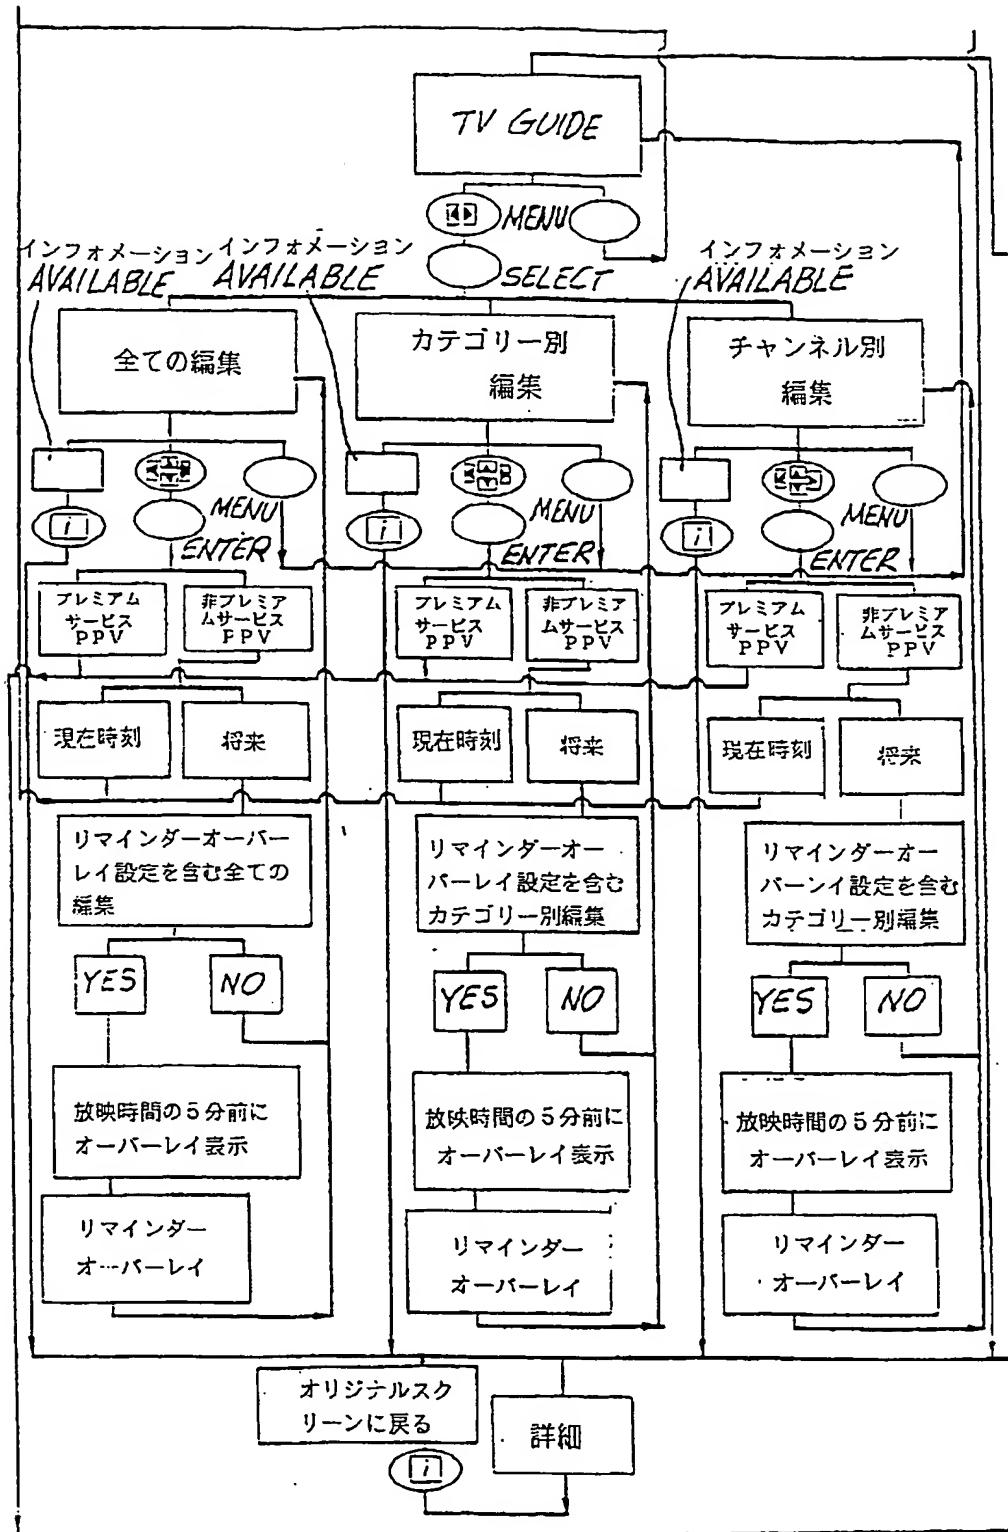 TV GUIDE
MENU
インフォメーション
AVAILABLE
インフォメーション
AVAILABLE
SELECT
インフォメーション
AVAILABLE
全ての編集
カテゴリー別
編集
チャンネル別
編集
i
MENU
ENTER
i
MENU
ENTER
i
MENU
ENTER
プレミアム
サービス
PPV
非プレミア
ムサービス
PPV
プレミアム
サービス
PPV
非プレミア
ムサービス
PPV
プレミアム
サービス
PPV
非プレミア
ムサービス
PPV
現在時刻
将来
現在時刻
将来
現在時刻
将来
リマインダーオーバー
レイ設定を含む全ての
編集
リマインダーオー
バーレイ設定を含む
カテゴリー別編集
リマインダーオー
バーンイ設定を含む
カテゴリー別編集
YES
NO
YES
NO
YES
NO
放映時間の5分前に
オーバーレイ表示
放映時間の5分前に
オーバーレイ表示
放映時間の5分前に
オーバーレイ表示
リマインダー
オーバーレイ
リマインダー
オーバーレイ
リマインダー
オーバーレイ
オリジナルスク
リーンに戻る
i
詳細